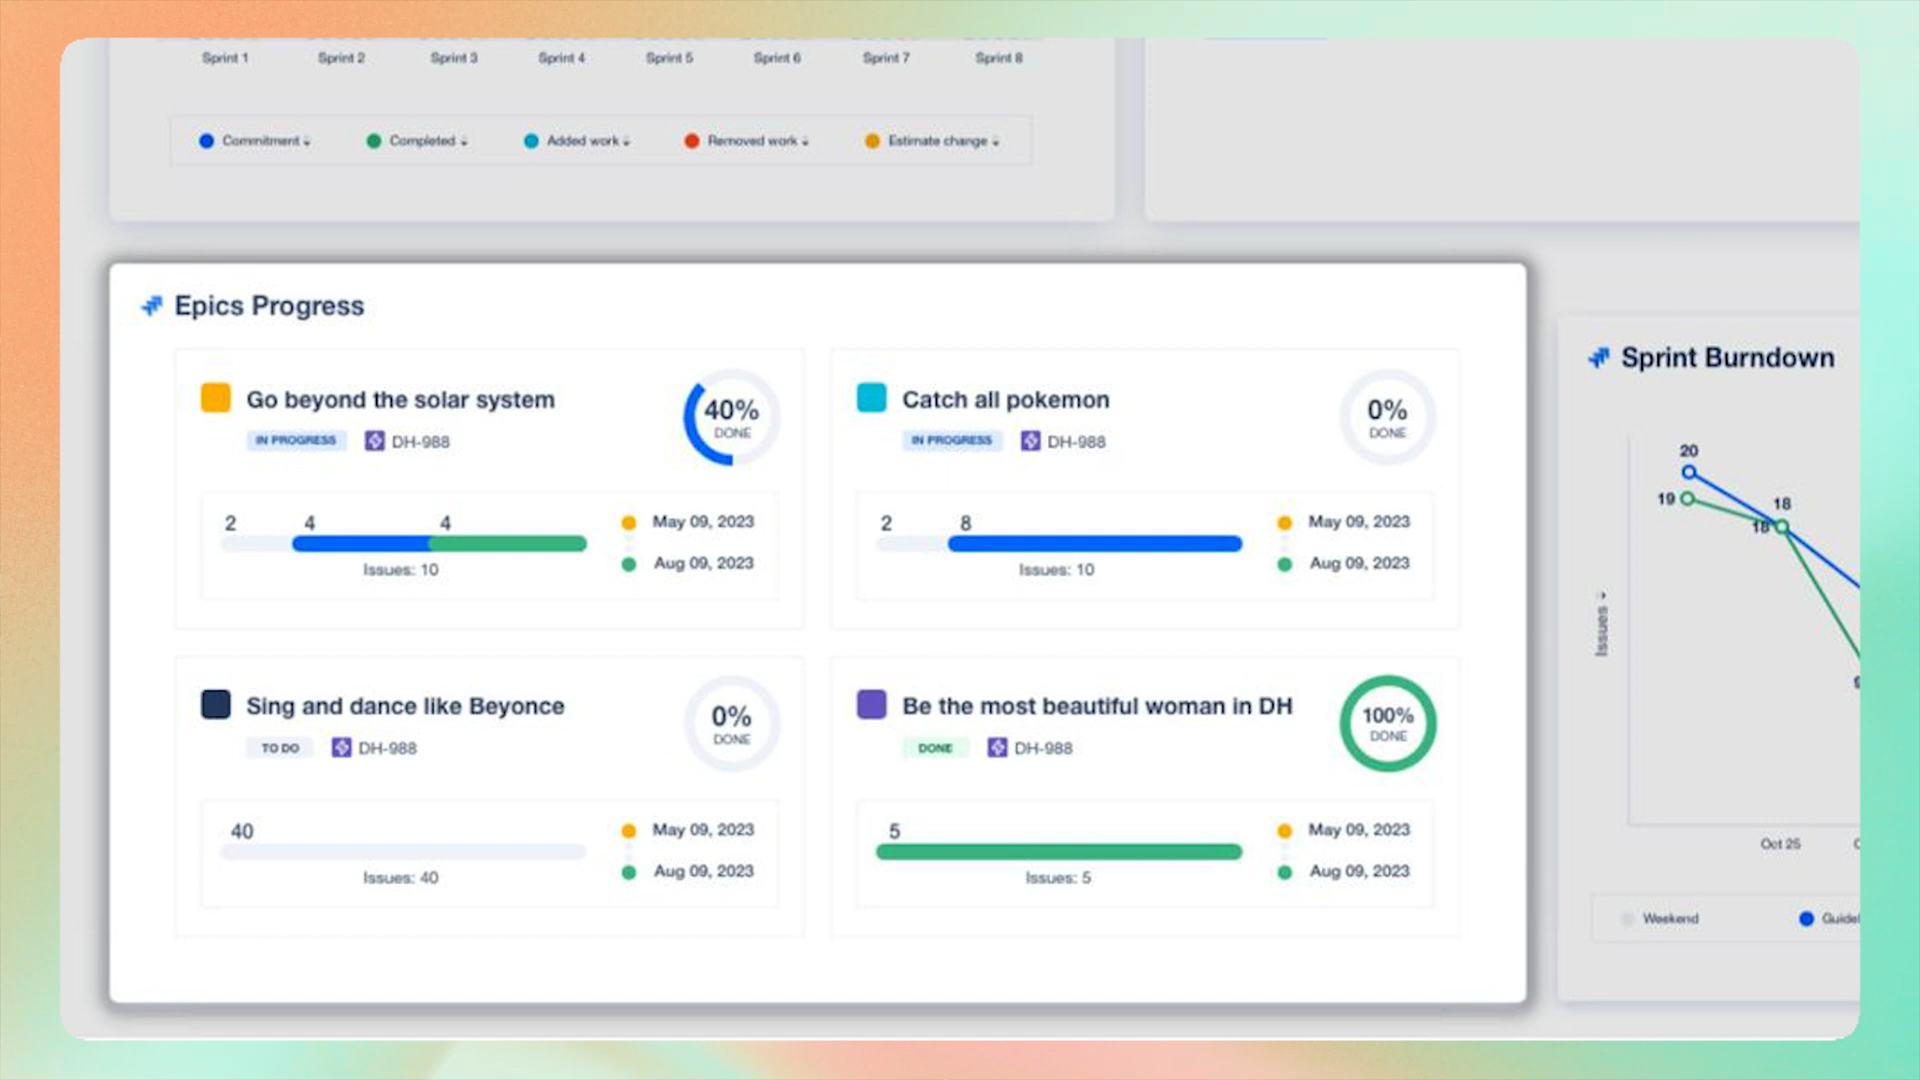 Sprint 1 Sprint 2 Sprint 3 Sprint 4 Sprint 5 Sprint 6 Sprint 7 Sprint 8
Commitment Completed Added work Removed work Estimate change
Epics Progress
Go beyond the solar system
IN PROGRESS DH-988
40%
DONE
2 4 4
Issues: 10
May 09, 2023
Aug 09, 2023
Catch all pokemon
IN PROGRESS DH-988
0%
DONE
2 8
Issues: 10
May 09, 2023
Aug 09, 2023
Sing and dance like Beyonce
TO DO DH-988
0%
DONE
40
Issues: 40
May 09, 2023
Aug 09, 2023
Be the most beautiful woman in DH
DONE DH-988
100%
DONE
5
Issues: 5
May 09, 2023
Aug 09, 2023
Sprint Burndown
20
19
18
18
Issues
Oct 25
Weekend